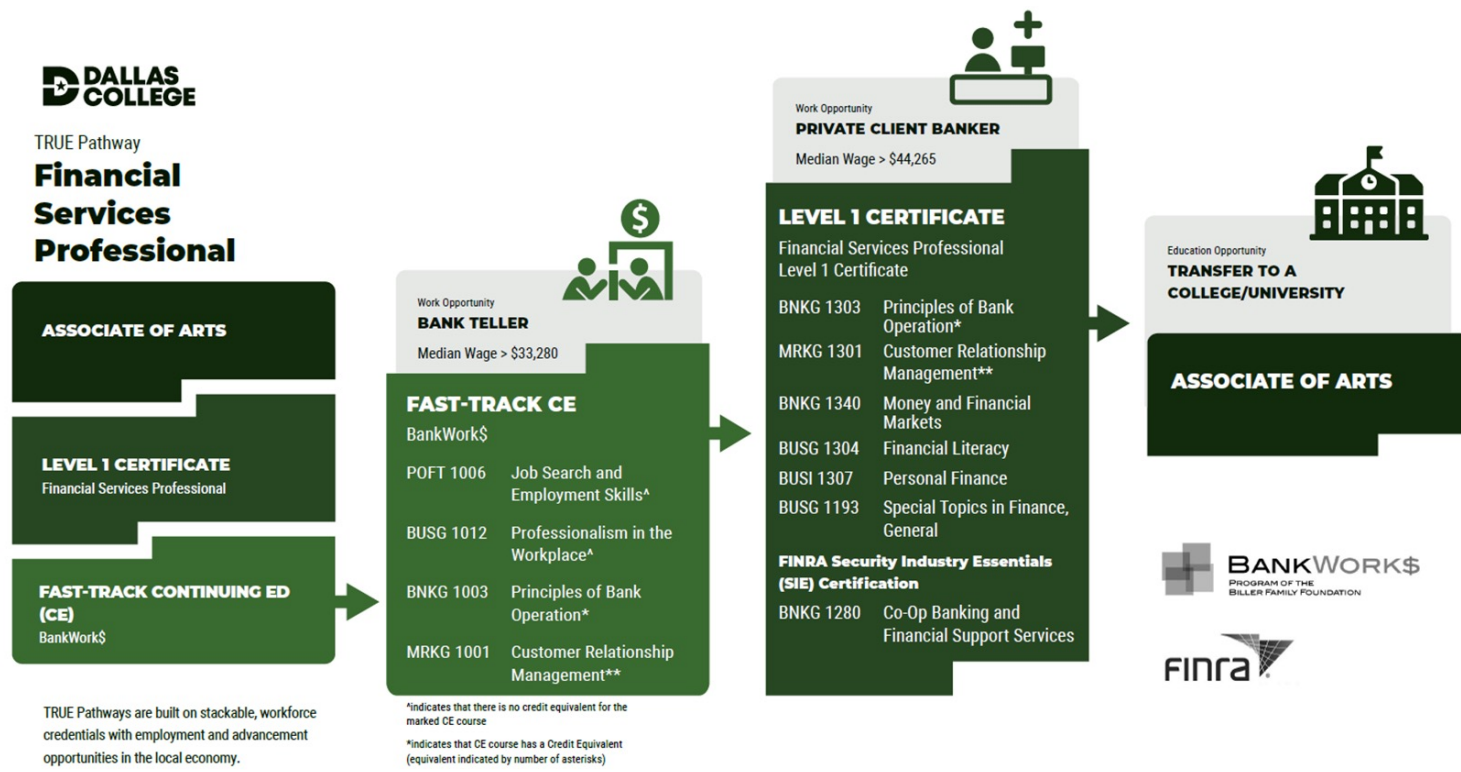 DALLAS
COLLEGE
TRUE Pathway
Financial
Services
Professional
ASSOCIATE OF ARTS
LEVEL 1 CERTIFICATE
Financial Services Professional
FAST-TRACK CONTINUING ED
(CE)
BankWork$
TRUE Pathways are built on stackable, workforce
credentials with employment and advancement
opportunities in the local economy.
$
Work Opportunity
BANK TELLER
Median Wage > $33,280
FAST-TRACK CE
BankWork$
POFT 1006 Job Search and
Employment Skills^
BUSG 1012 Professionalism in the
Workplace^
BNKG 1003 Principles of Bank
Operation*
MRKG 1001 Customer Relationship
Management**
^indicates that there is no credit equivalent for the
marked CE course
*indicates that CE course has a Credit Equivalent
(equivalent indicated by number of asterisks)
Work Opportunity
PRIVATE CLIENT BANKER
Median Wage > $44,265
LEVEL 1 CERTIFICATE
Financial Services Professional
Level 1 Certificate
BNKG 1303 Principles of Bank
Operation*
MRKG 1301 Customer Relationship
Management**
BNKG 1340 Money and Financial
Markets
BUSG 1304 Financial Literacy
BUSI 1307 Personal Finance
BUSG 1193 Special Topics in Finance,
General
FINRA Security Industry Essentials
(SIE) Certification
BNKG 1280 Co-Op Banking and
Financial Support Services
Education Opportunity
TRANSFER TO A
COLLEGE/UNIVERSITY
ASSOCIATE OF ARTS
BANKWORK$
PROGRAM OF THE
BILLER FAMILY FOUNDATION
FINRA